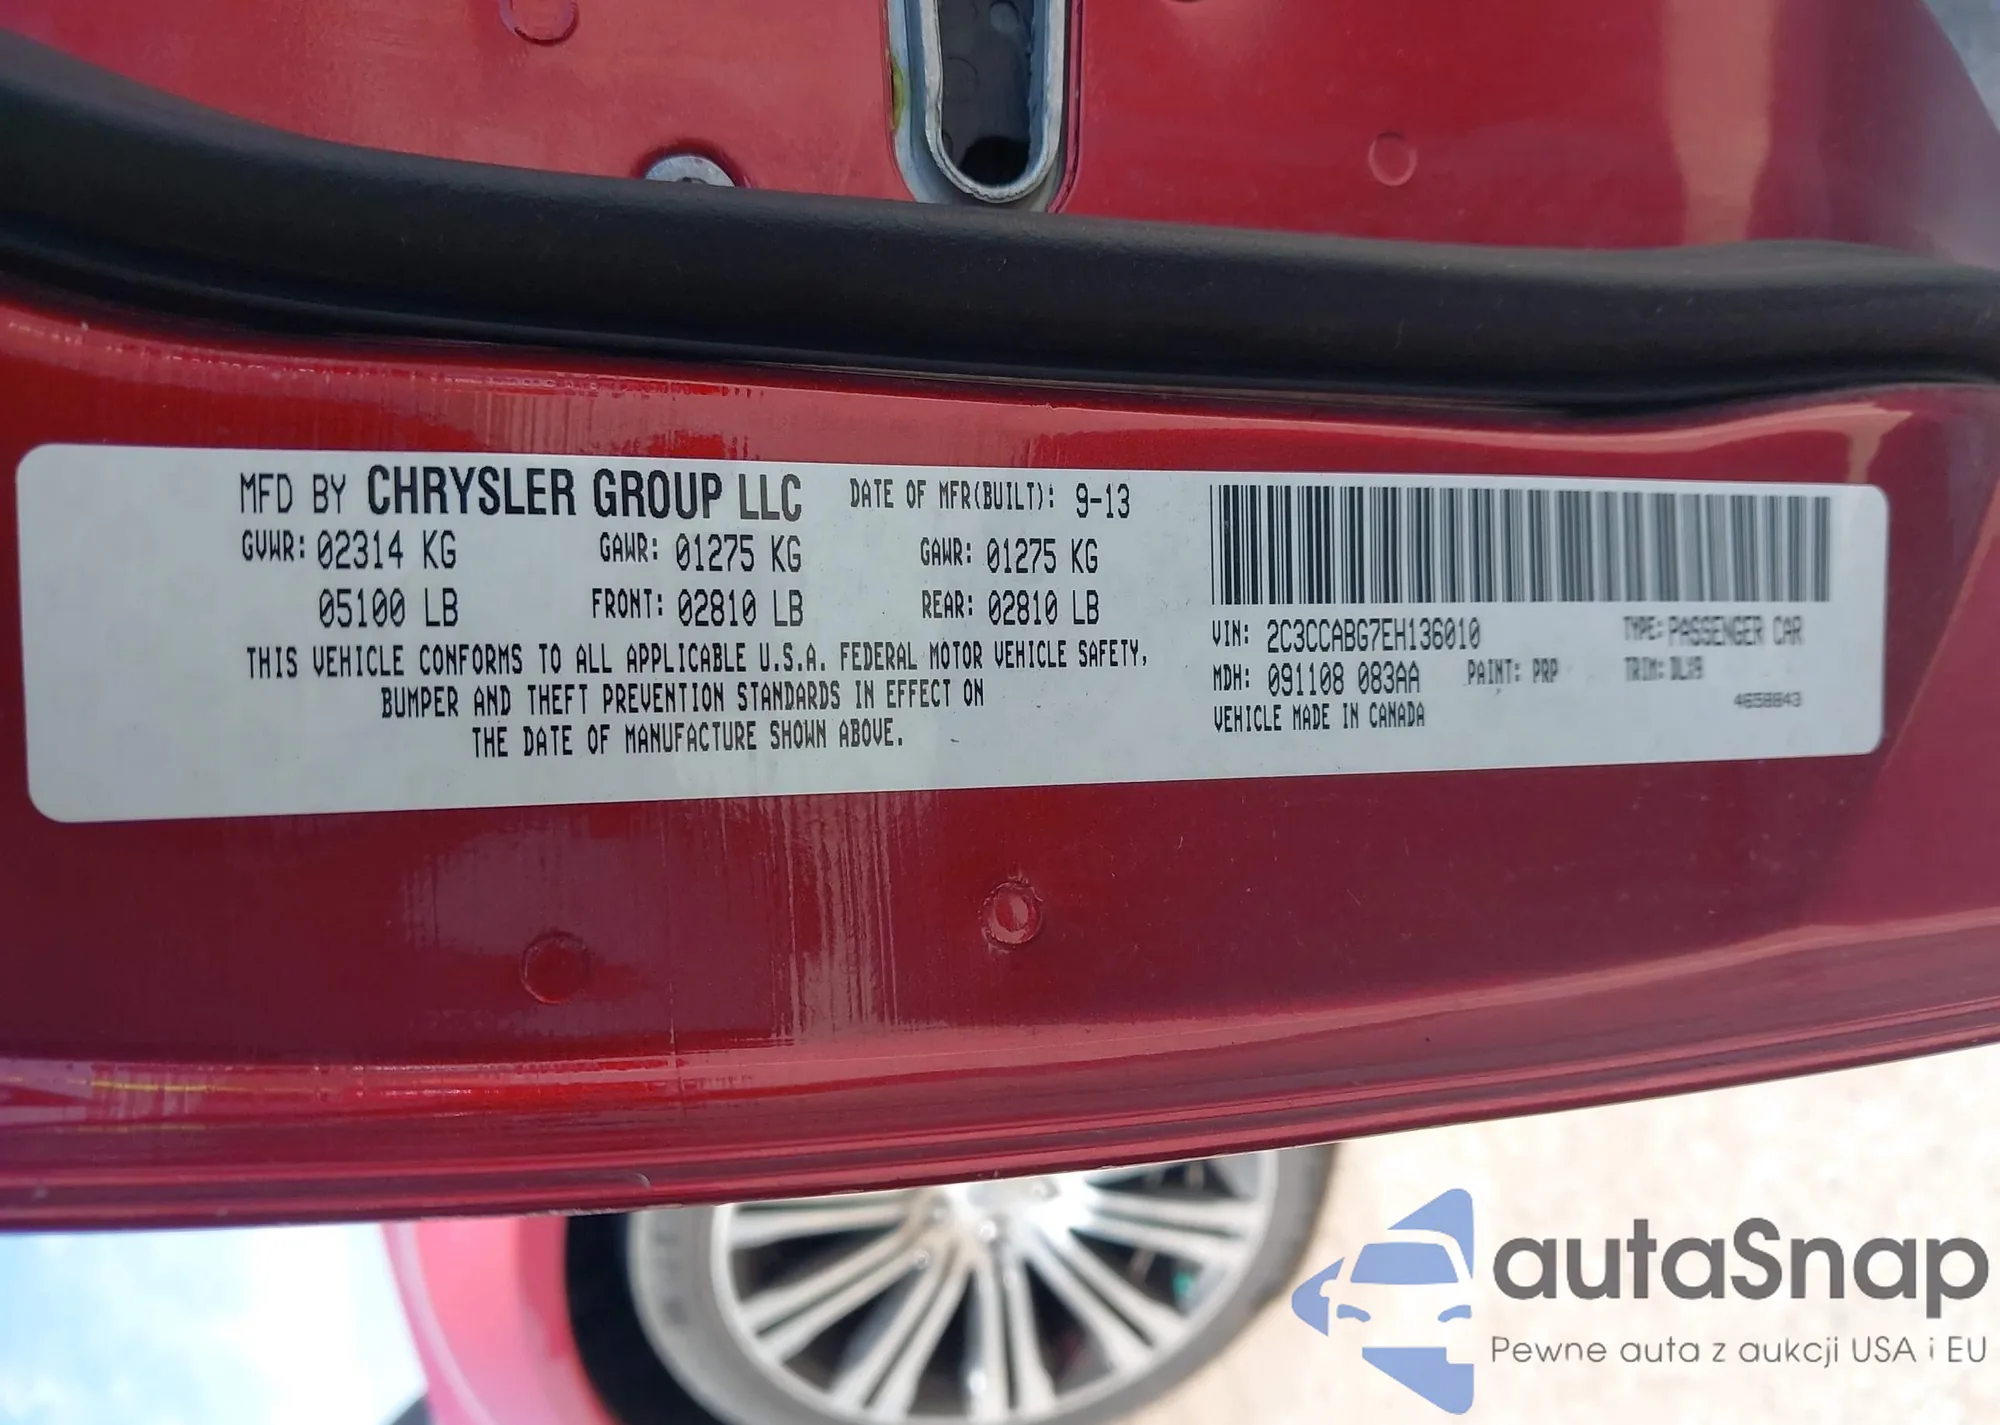 MFD BY CHRYSLER GROUP LLC DATE OF MFR(BUILT): 9-13
GVWR: 02314 KG GAWR: 01275 KG GAWR: 01275 KG
05100 LB FRONT: 02810 LB REAR: 02810 LB
THIS VEHICLE CONFORMS TO ALL APPLICABLE U.S.A. FEDERAL MOTOR VEHICLE SAFETY,
BUMPER AND THEFT PREVENTION STANDARDS IN EFFECT ON
THE DATE OF MANUFACTURE SHOWN ABOVE.
VIN: 2C3CCABG7EH136010 TYPE: PASSENGER CAR
MDH: 091108 083AA PAINT: PRP TRIM: DLX9
VEHICLE MADE IN CANADA 4658843
autaSnap
Pewne auta z aukcji USA i EU